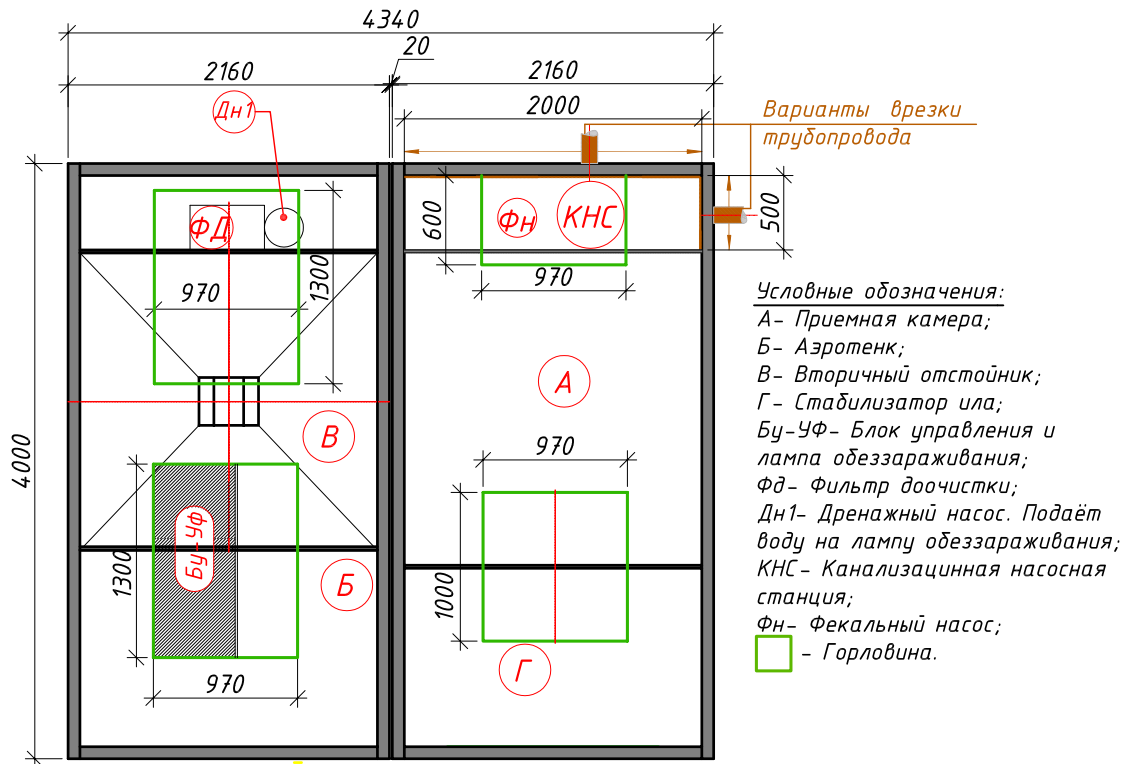 4340
20
2160
2160
Дн1
2000
Варианты врезки
трубопровода
ФД
Фн
КНС
600
500
970
1300
970
Условные обозначения:
А- Приемная камера;
Б- Аэротенк;
В- Вторичный отстойник;
Г- Стабилизатор ила;
Бу-УФ- Блок управления и
лампа обеззараживания;
Фд- Фильтр доочистки;
Дн1- Дренажный насос. Подаёт
воду на лампу обеззараживания;
КНС- Канализацинная насосная
станция;
Фн- Фекальный насос;
- Горловина.
А
В
4000
970
Бу-Уф
1300
Б
1000
Г
970